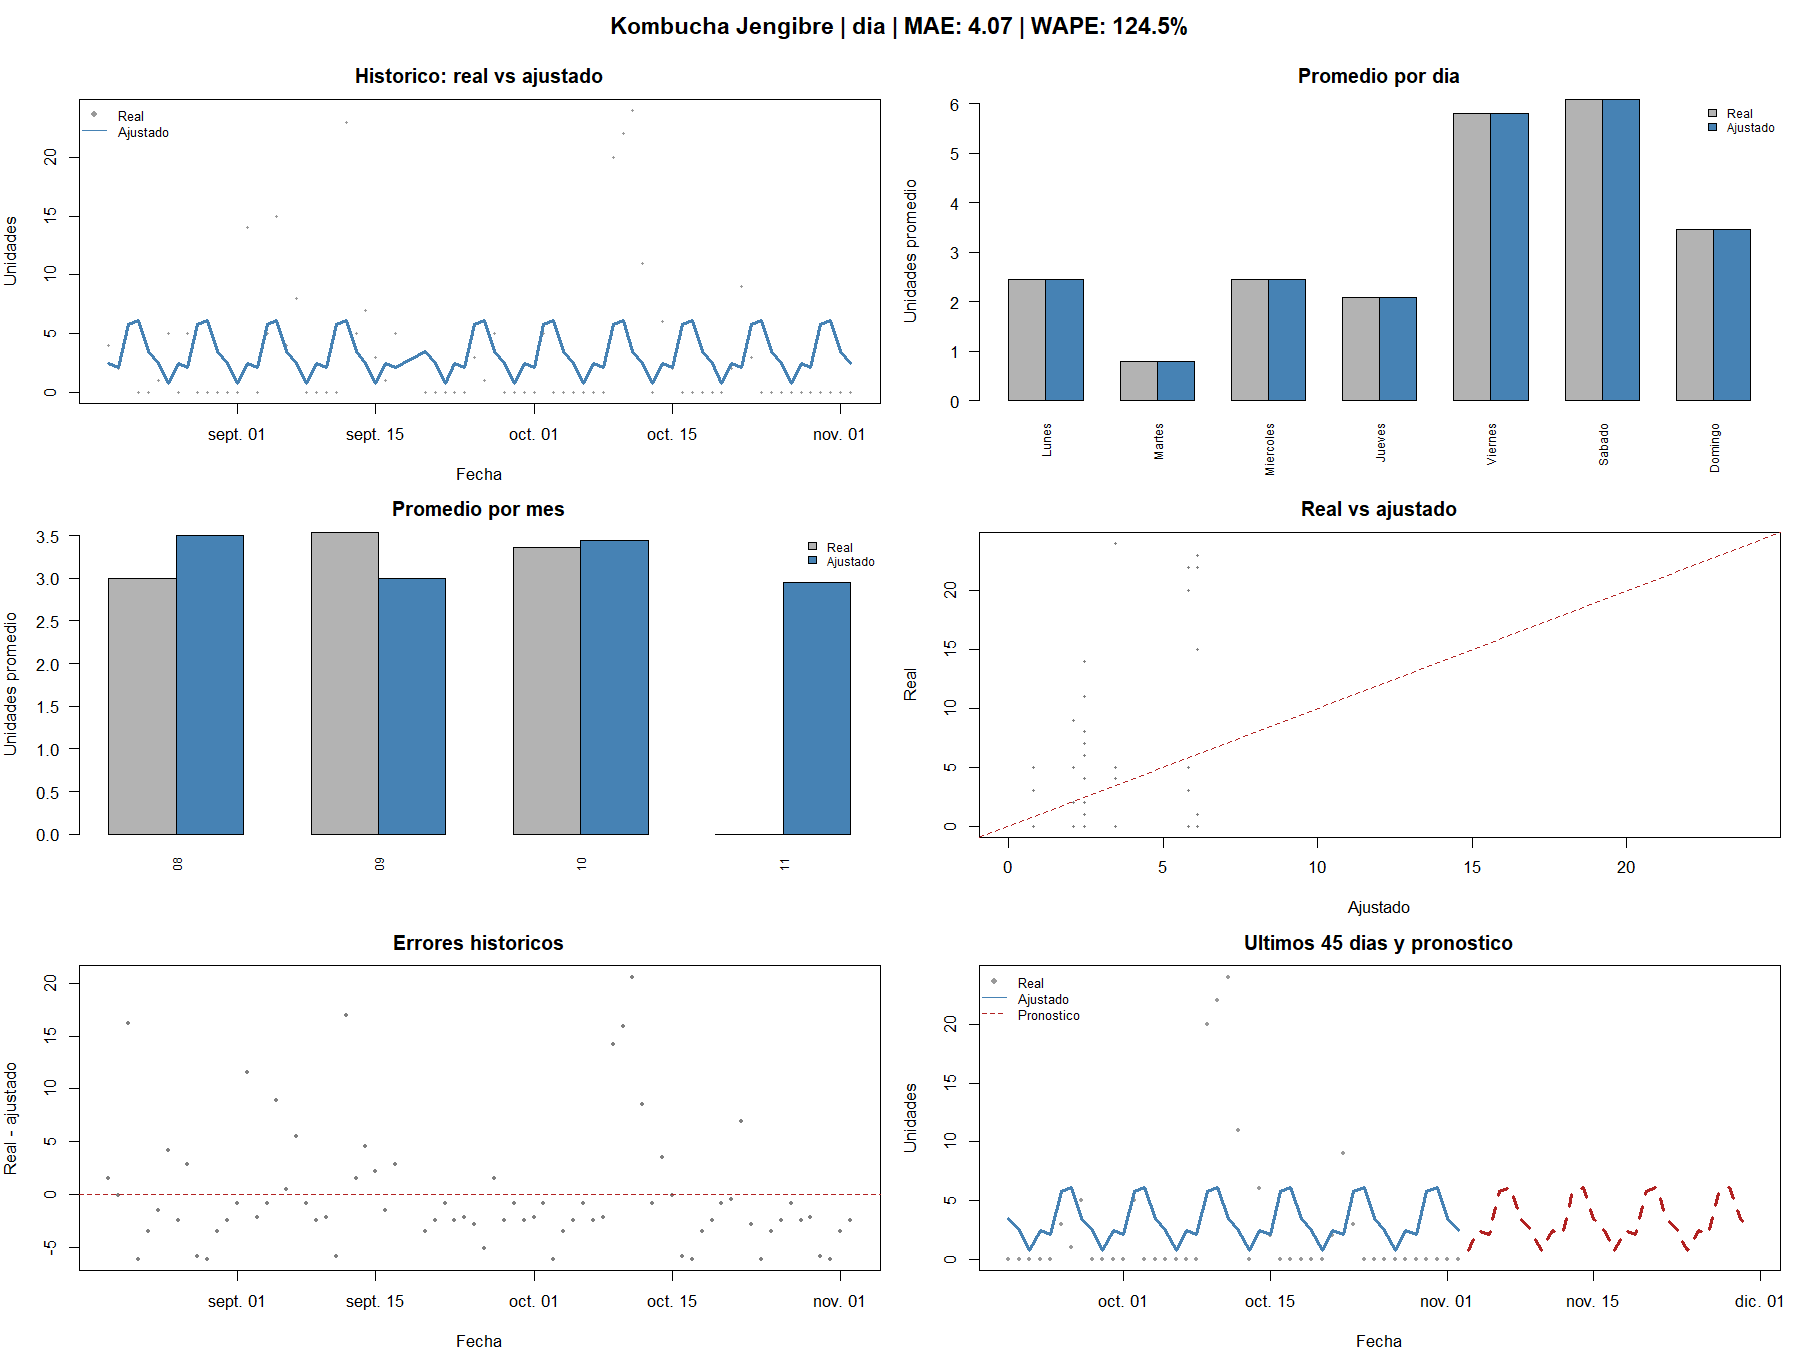 Kombucha Jengibre | dia | MAE: 4.07 | WAPE: 124.5%
Historico: real vs ajustado
Real
Ajustado
Unidades
0
5
10
15
20
sept. 01
sept. 15
oct. 01
oct. 15
nov. 01
Fecha
Promedio por dia
Real
Ajustado
Unidades promedio
0
1
2
3
4
5
6
Lunes
Martes
Miercoles
Jueves
Viernes
Sabado
Domingo
Promedio por mes
Real
Ajustado
Unidades promedio
0.0
0.5
1.0
1.5
2.0
2.5
3.0
3.5
08
09
10
11
Real vs ajustado
Real
0
5
10
15
20
0
5
10
15
20
Ajustado
Errores historicos
Real - ajustado
-5
0
5
10
15
20
sept. 01
sept. 15
oct. 01
oct. 15
nov. 01
Fecha
Ultimos 45 dias y pronostico
Real
Ajustado
Pronostico
Unidades
0
5
10
15
20
oct. 01
oct. 15
nov. 01
nov. 15
dic. 01
Fecha